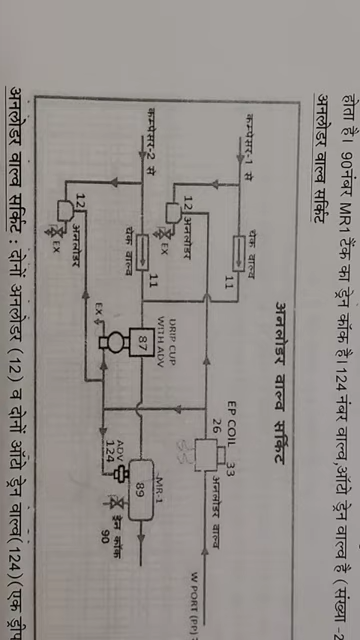 होता है। 90नंबर MR1 टैंक का ड्रेन कॉक है।124 नंबर वाल्व,ऑटो ड्रेन वाल्व है (संख्या -2
अनलोडर वाल्व सर्किट
अनलोडर वाल्व सर्किट
कम्प्रेसर-1 से
चेक वाल्व
11
12
अनलोडर
EX
EP COIL
26
33
अनलोडर वाल्व
W PORT (PP) :
कम्प्रेसर-2 से
चेक वाल्व
11
12
अनलोडर
EX
DRIP CUP
WITH ADV
87
EX
MR-1
89
ADV
124
ड्रेन कॉक
90
अनलोडर वाल्व सर्किट : दोनों अनलोडर (12) व दोनों ऑटो ड्रेन वाल्व(124)(एक ड्रीप